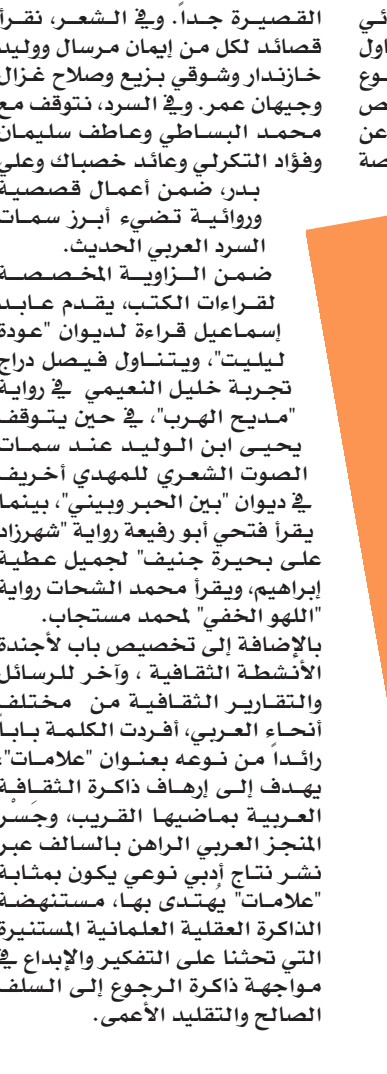 القصيرة جداً. وفي الشعر، نقرأ
قصائد لكل من إيمان مرسال ووليد
خازندار وشوقي بزيع وصلاح غزال
وجيهان عمر. وفي السرد، نتوقف مع
محمد البساطي وعاطف سليمان
وفؤاد التكرلي وعائد خصباك وعلي
بدر، ضمن أعمال قصصية
وروائية تضيء أبرز سمات
السرد العربي الحديث.
ضمن الزاوية المخصصة
لقراءات الكتب، يقدم عابد
إسماعيل قراءة لديوان "عودة
ليليت"، ويتناول فيصل دراج
تجربة خليل النعيمي في رواية
"مديح الهرب"، في حين يتوقف
يحيى ابن الوليد عند سمات
الصوت الشعري للمهدي أخريف
في ديوان "بين الحبر وبيني"، بينما
يقرأ فتحي أبو رفيعة رواية "شهرزاد
على بحيرة جنيف" لجميل عطية
إبراهيم، ويقرأ محمد الشحات رواية
"اللهو الخفي" لمحمد مستجاب.
بالإضافة إلى تخصيص باب لأجندة
الأنشطة الثقافية ، وآخر للرسائل
والتقارير الثقافية من مختلف
أنحاء العربي، أفردت الكلمة باباً
رائداً من نوعه بعنوان "علامات"،
يهدف إلى إرهاف ذاكرة الثقافة
العربية بماضيها القريب، وجَسْر
المنجز العربي الراهن بالسالف عبر
نشر نتاج أدبي نوعي يكون بمثابة
"علامات" يُهتدى بها، مستنهضة
الذاكرة العقلية العلمانية المستنيرة
التي تحثنا على التفكير والإبداع في
مواجهة ذاكرة الرجوع إلى السلف
الصالح والتقليد الأعمى.